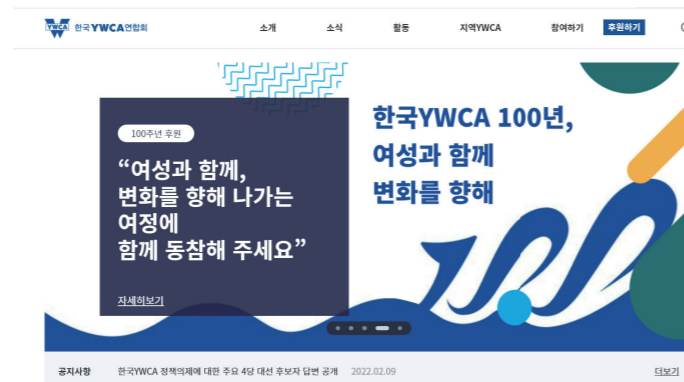 YWCA 한국YWCA연합회 소개 소식 활동 지역YWCA 참여하기 후원하기
한국YWCA 100년,
여성과 함께
변화를 향해
100주년 후원
“여성과 함께,
변화를 향해 나가는
여정에
함께 동참해 주세요”
자세히보기
공지사항 한국YWCA 정책의제에 대한 주요 4당 대선 후보자 답변 공개 2022.02.09 더보기